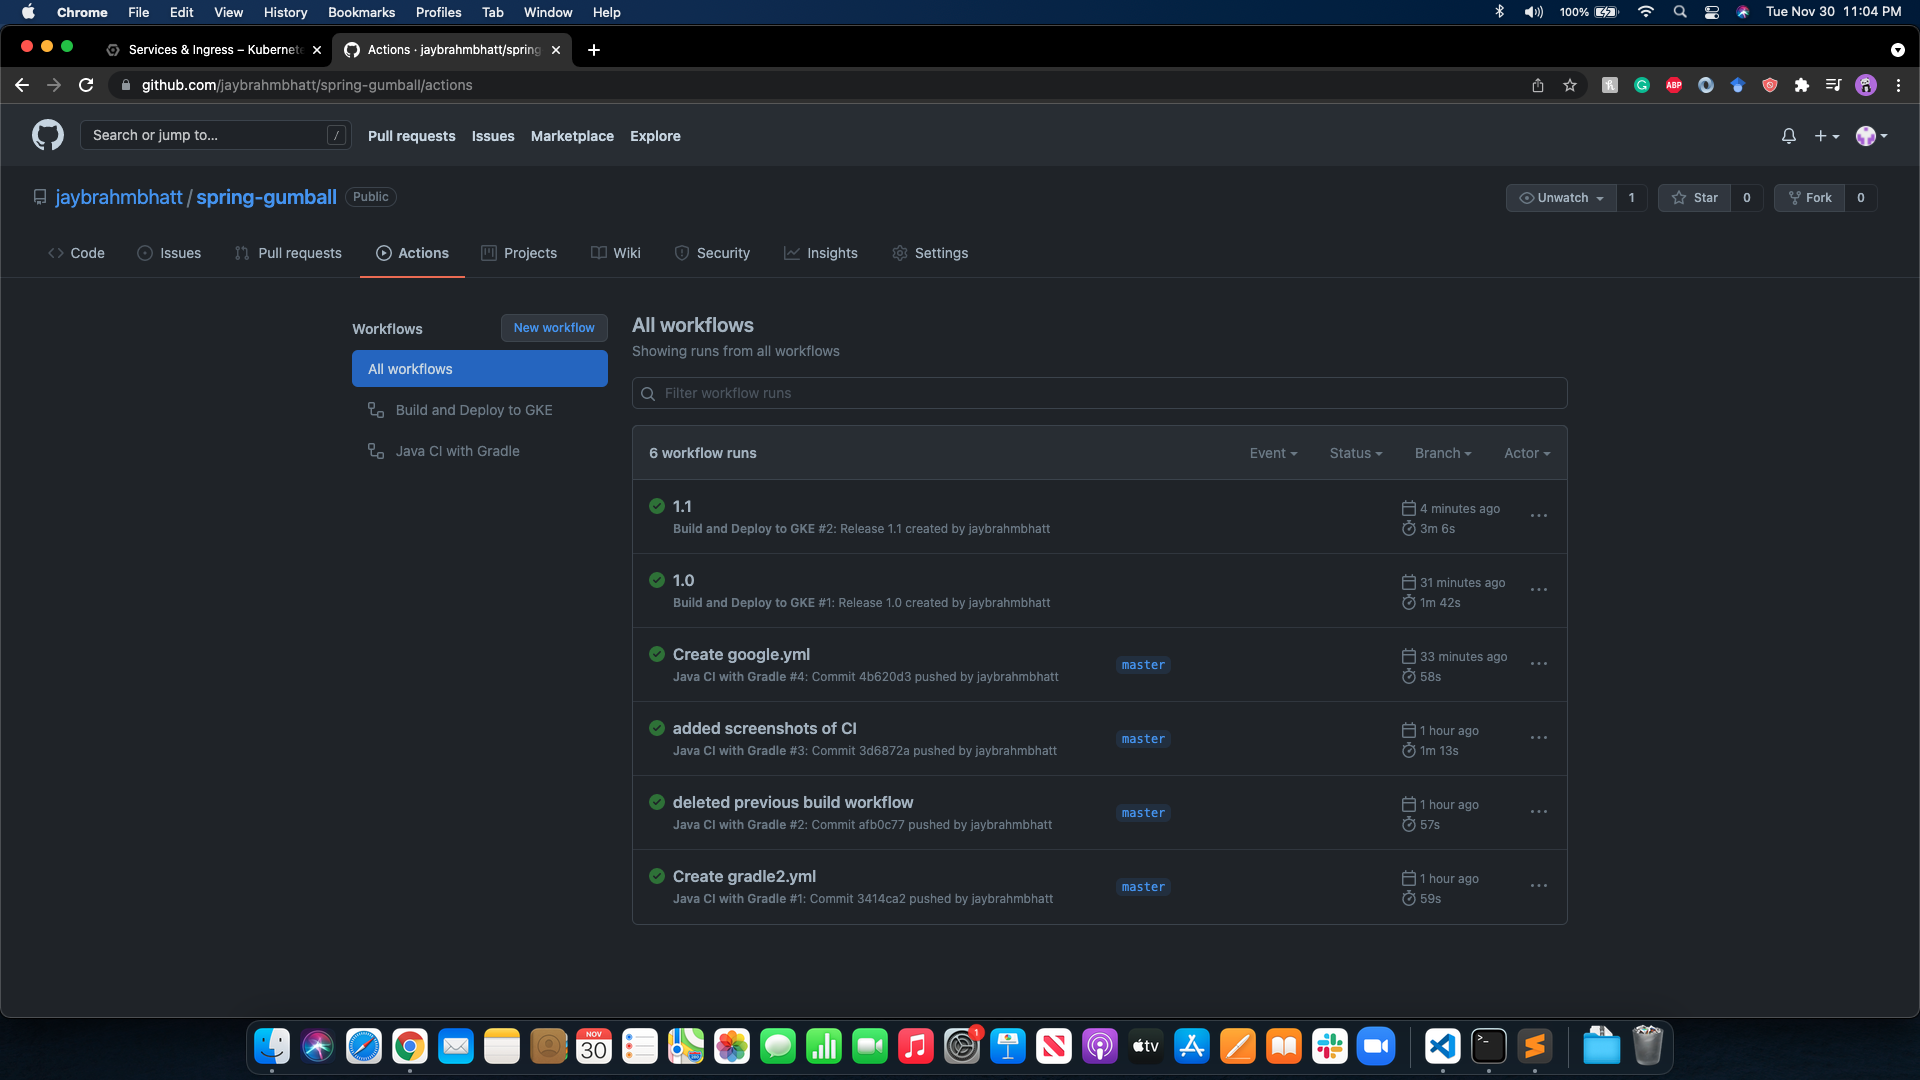 Chrome File Edit View History Bookmarks Profiles Tab Window Help
100% Tue Nov 30 11:04 PM
Services & Ingress – Kubernete
Actions · jaybrahmbhatt/spring
github.com/jaybrahmbhatt/spring-gumball/actions
ABP
Search or jump to... /
Pull requests Issues Marketplace Explore
jaybrahmbhatt / spring-gumball Public
Unwatch 1 Star 0 Fork 0
Code Issues Pull requests Actions Projects Wiki Security Insights Settings
Workflows
New workflow
All workflows
Build and Deploy to GKE
Java CI with Gradle
All workflows
Showing runs from all workflows
Filter workflow runs
6 workflow runs
Event Status Branch Actor
1.1
Build and Deploy to GKE #2: Release 1.1 created by jaybrahmbhatt
4 minutes ago
3m 6s
1.0
Build and Deploy to GKE #1: Release 1.0 created by jaybrahmbhatt
31 minutes ago
1m 42s
Create google.yml
Java CI with Gradle #4: Commit 4b620d3 pushed by jaybrahmbhatt
master
33 minutes ago
58s
added screenshots of CI
Java CI with Gradle #3: Commit 3d6872a pushed by jaybrahmbhatt
master
1 hour ago
1m 13s
deleted previous build workflow
Java CI with Gradle #2: Commit afb0c77 pushed by jaybrahmbhatt
master
1 hour ago
57s
Create gradle2.yml
Java CI with Gradle #1: Commit 3414ca2 pushed by jaybrahmbhatt
master
1 hour ago
59s
NOV
30
1
tv